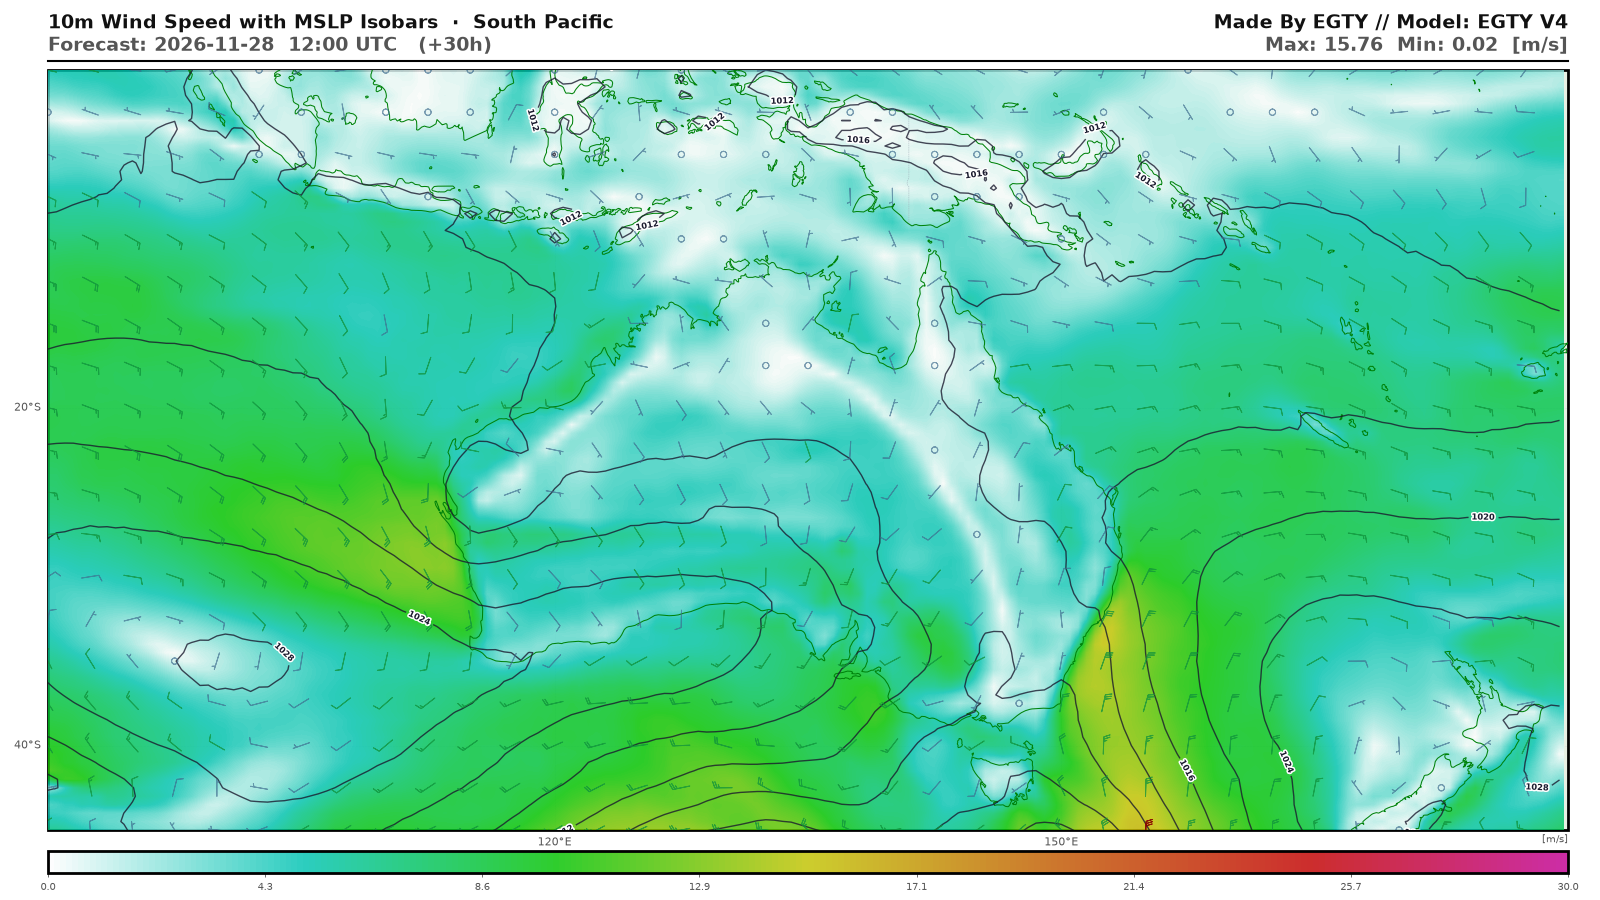 10m Wind Speed with MSLP Isobars · South Pacific
Made By EGTY // Model: EGTY V4
Forecast: 2026-11-28 12:00 UTC (+30h)
Max: 15.76 Min: 0.02 [m/s]
1012
1012
1012
1012
1016
1016
1012
1012
1012
20°S
1020
1024
1028
40°S
1016
1024
1028
120°E
150°E
[m/s]
0.0
4.3
8.6
12.9
17.1
21.4
25.7
30.0